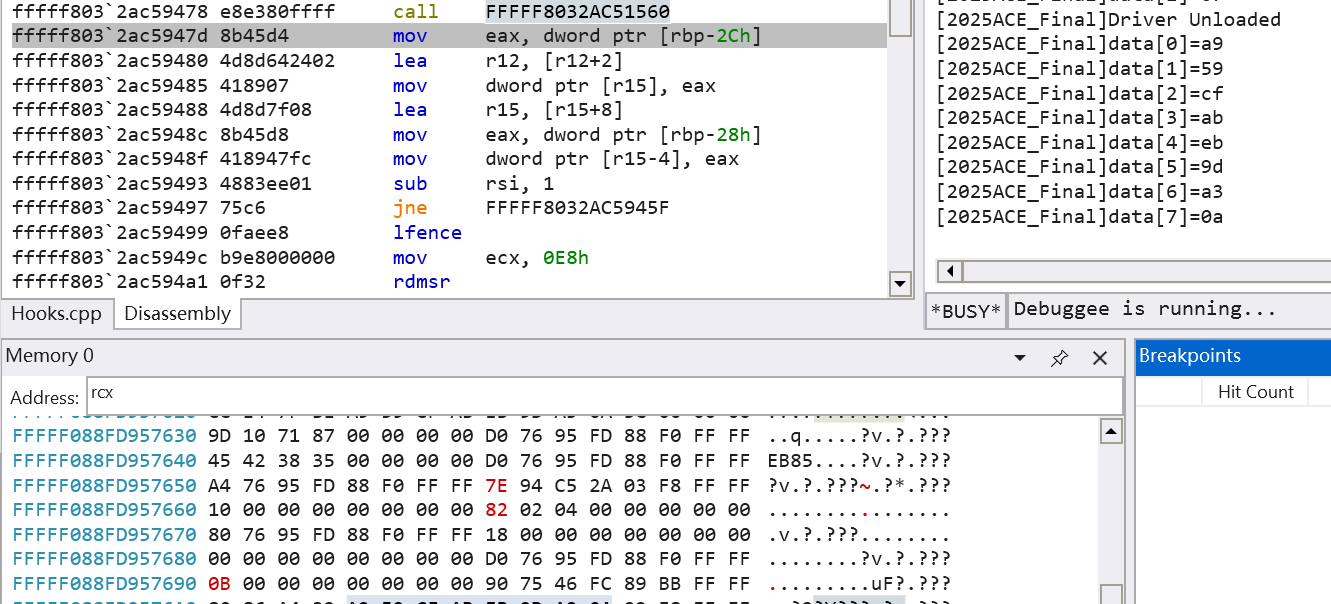 fffff803`2ac59478 e8e380ffff call FFFFF8032AC51560
fffff803`2ac5947d 8b45d4 mov eax, dword ptr [rbp-2Ch]
fffff803`2ac59480 4d8d642402 lea r12, [r12+2]
fffff803`2ac59485 418907 mov dword ptr [r15], eax
fffff803`2ac59488 4d8d7f08 lea r15, [r15+8]
fffff803`2ac5948c 8b45d8 mov eax, dword ptr [rbp-28h]
fffff803`2ac5948f 418947fc mov dword ptr [r15-4], eax
fffff803`2ac59493 4883ee01 sub rsi, 1
fffff803`2ac59497 75c6 jne FFFFF8032AC5945F
fffff803`2ac59499 0faee8 lfence
fffff803`2ac5949c b9e8000000 mov ecx, 0E8h
fffff803`2ac594a1 0f32 rdmsr
Hooks.cpp Disassembly
[2025ACE_Final]Driver Unloaded
[2025ACE_Final]data[0]=a9
[2025ACE_Final]data[1]=59
[2025ACE_Final]data[2]=cf
[2025ACE_Final]data[3]=ab
[2025ACE_Final]data[4]=eb
[2025ACE_Final]data[5]=9d
[2025ACE_Final]data[6]=a3
[2025ACE_Final]data[7]=0a
*BUSY* Debuggee is running...
Memory 0
Address: rcx
FFFFF088FD957630 9D 10 71 87 00 00 00 00 D0 76 95 FD 88 F0 FF FF ..q.....?v.?.???
FFFFF088FD957640 45 42 38 35 00 00 00 00 D0 76 95 FD 88 F0 FF FF EB85....?v.?.???
FFFFF088FD957650 A4 76 95 FD 88 F0 FF FF 7E 94 C5 2A 03 F8 FF FF ?v.?.???~.?*.???
FFFFF088FD957660 10 00 00 00 00 00 00 00 82 02 04 00 00 00 00 00 ................
FFFFF088FD957670 80 76 95 FD 88 F0 FF FF 18 00 00 00 00 00 00 00 .v.?.???........
FFFFF088FD957680 00 00 00 00 00 00 00 00 D0 76 95 FD 88 F0 FF FF ........?v.?.???
FFFFF088FD957690 0B 00 00 00 00 00 00 00 90 75 46 FC 89 BB FF FF .........uF?.???
Breakpoints
Hit Count